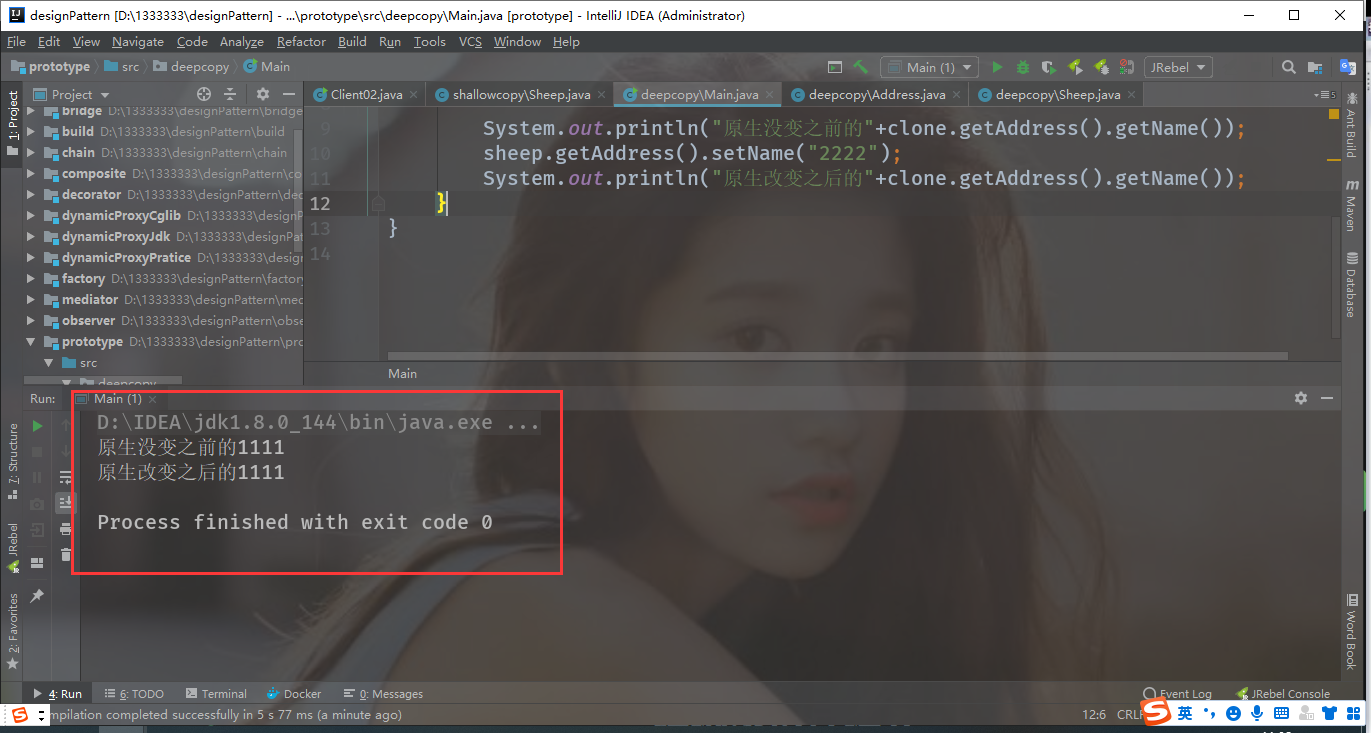 designPattern [D:\1333333\designPattern] - ...\prototype\src\deepcopy\Main.java [prototype] - IntelliJ IDEA (Administrator)
File Edit View Navigate Code Analyze Refactor Build Run Tools VCS Window Help
prototype src deepcopy Main Main (1) JRebel
1: Project
Project
Client02.java shallowcopy\Sheep.java deepcopy\Main.java deepcopy\Address.java deepcopy\Sheep.java
bridge D:\1333333\designPattern\bridge
build D:\1333333\designPattern\build
chain D:\1333333\designPattern\chain
composite D:\1333333\designPattern\co
decorator D:\1333333\designPattern\dec
dynamicProxyCglib D:\1333333\designP
dynamicProxyJdk D:\1333333\designPat
dynamicProxyPratice D:\1333333\desig
factory D:\1333333\designPattern\factory
mediator D:\1333333\designPattern\mec
observer D:\1333333\designPattern\obse
prototype D:\1333333\designPattern\prc
src
deepcopy
9 System.out.println("原生没变之前的"+clone.getAddress().getName());
10 sheep.getAddress().setName("2222");
11 System.out.println("原生改变之后的"+clone.getAddress().getName());
12 }
13 }
14
Main
Ant Build
Maven
Database
Word Book
Run: Main (1)
D:\IDEA\jdk1.8.0_144\bin\java.exe ...
原生没变之前的1111
原生改变之后的1111
Process finished with exit code 0
7: Structure
JRebel
2: Favorites
4: Run 6: TODO Terminal Docker 0: Messages Event Log JRebel Console
mpilation completed successfully in 5 s 77 ms (a minute ago) 12:6 CRLF
英